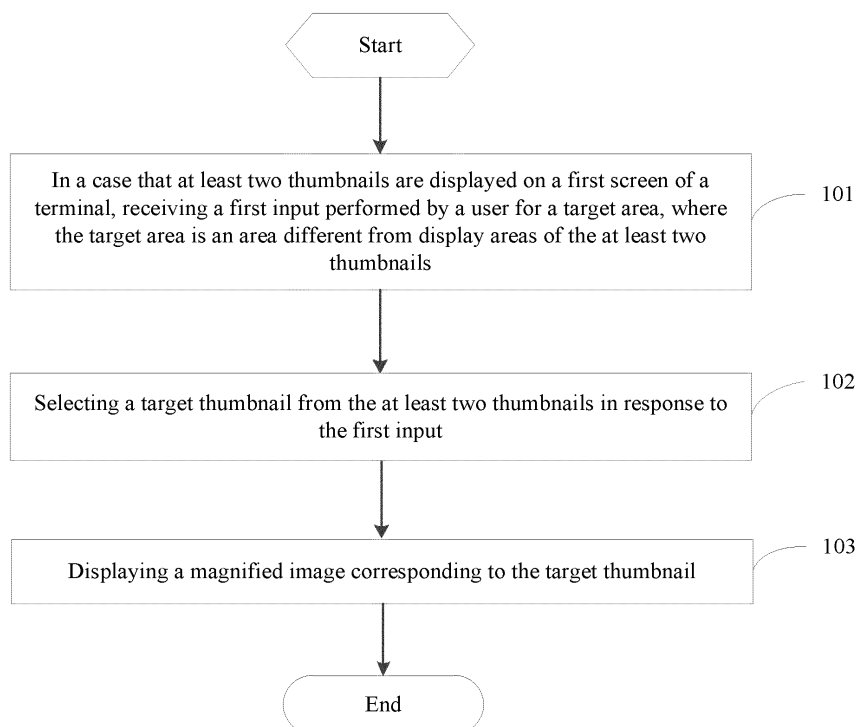 Start
In a case that at least two thumbnails are displayed on a first screen of a
terminal, receiving a first input performed by a user for a target area, where
the target area is an area different from display areas of the at least two
thumbnails
101
Selecting a target thumbnail from the at least two thumbnails in response to
the first input
102
Displaying a magnified image corresponding to the target thumbnail
103
End